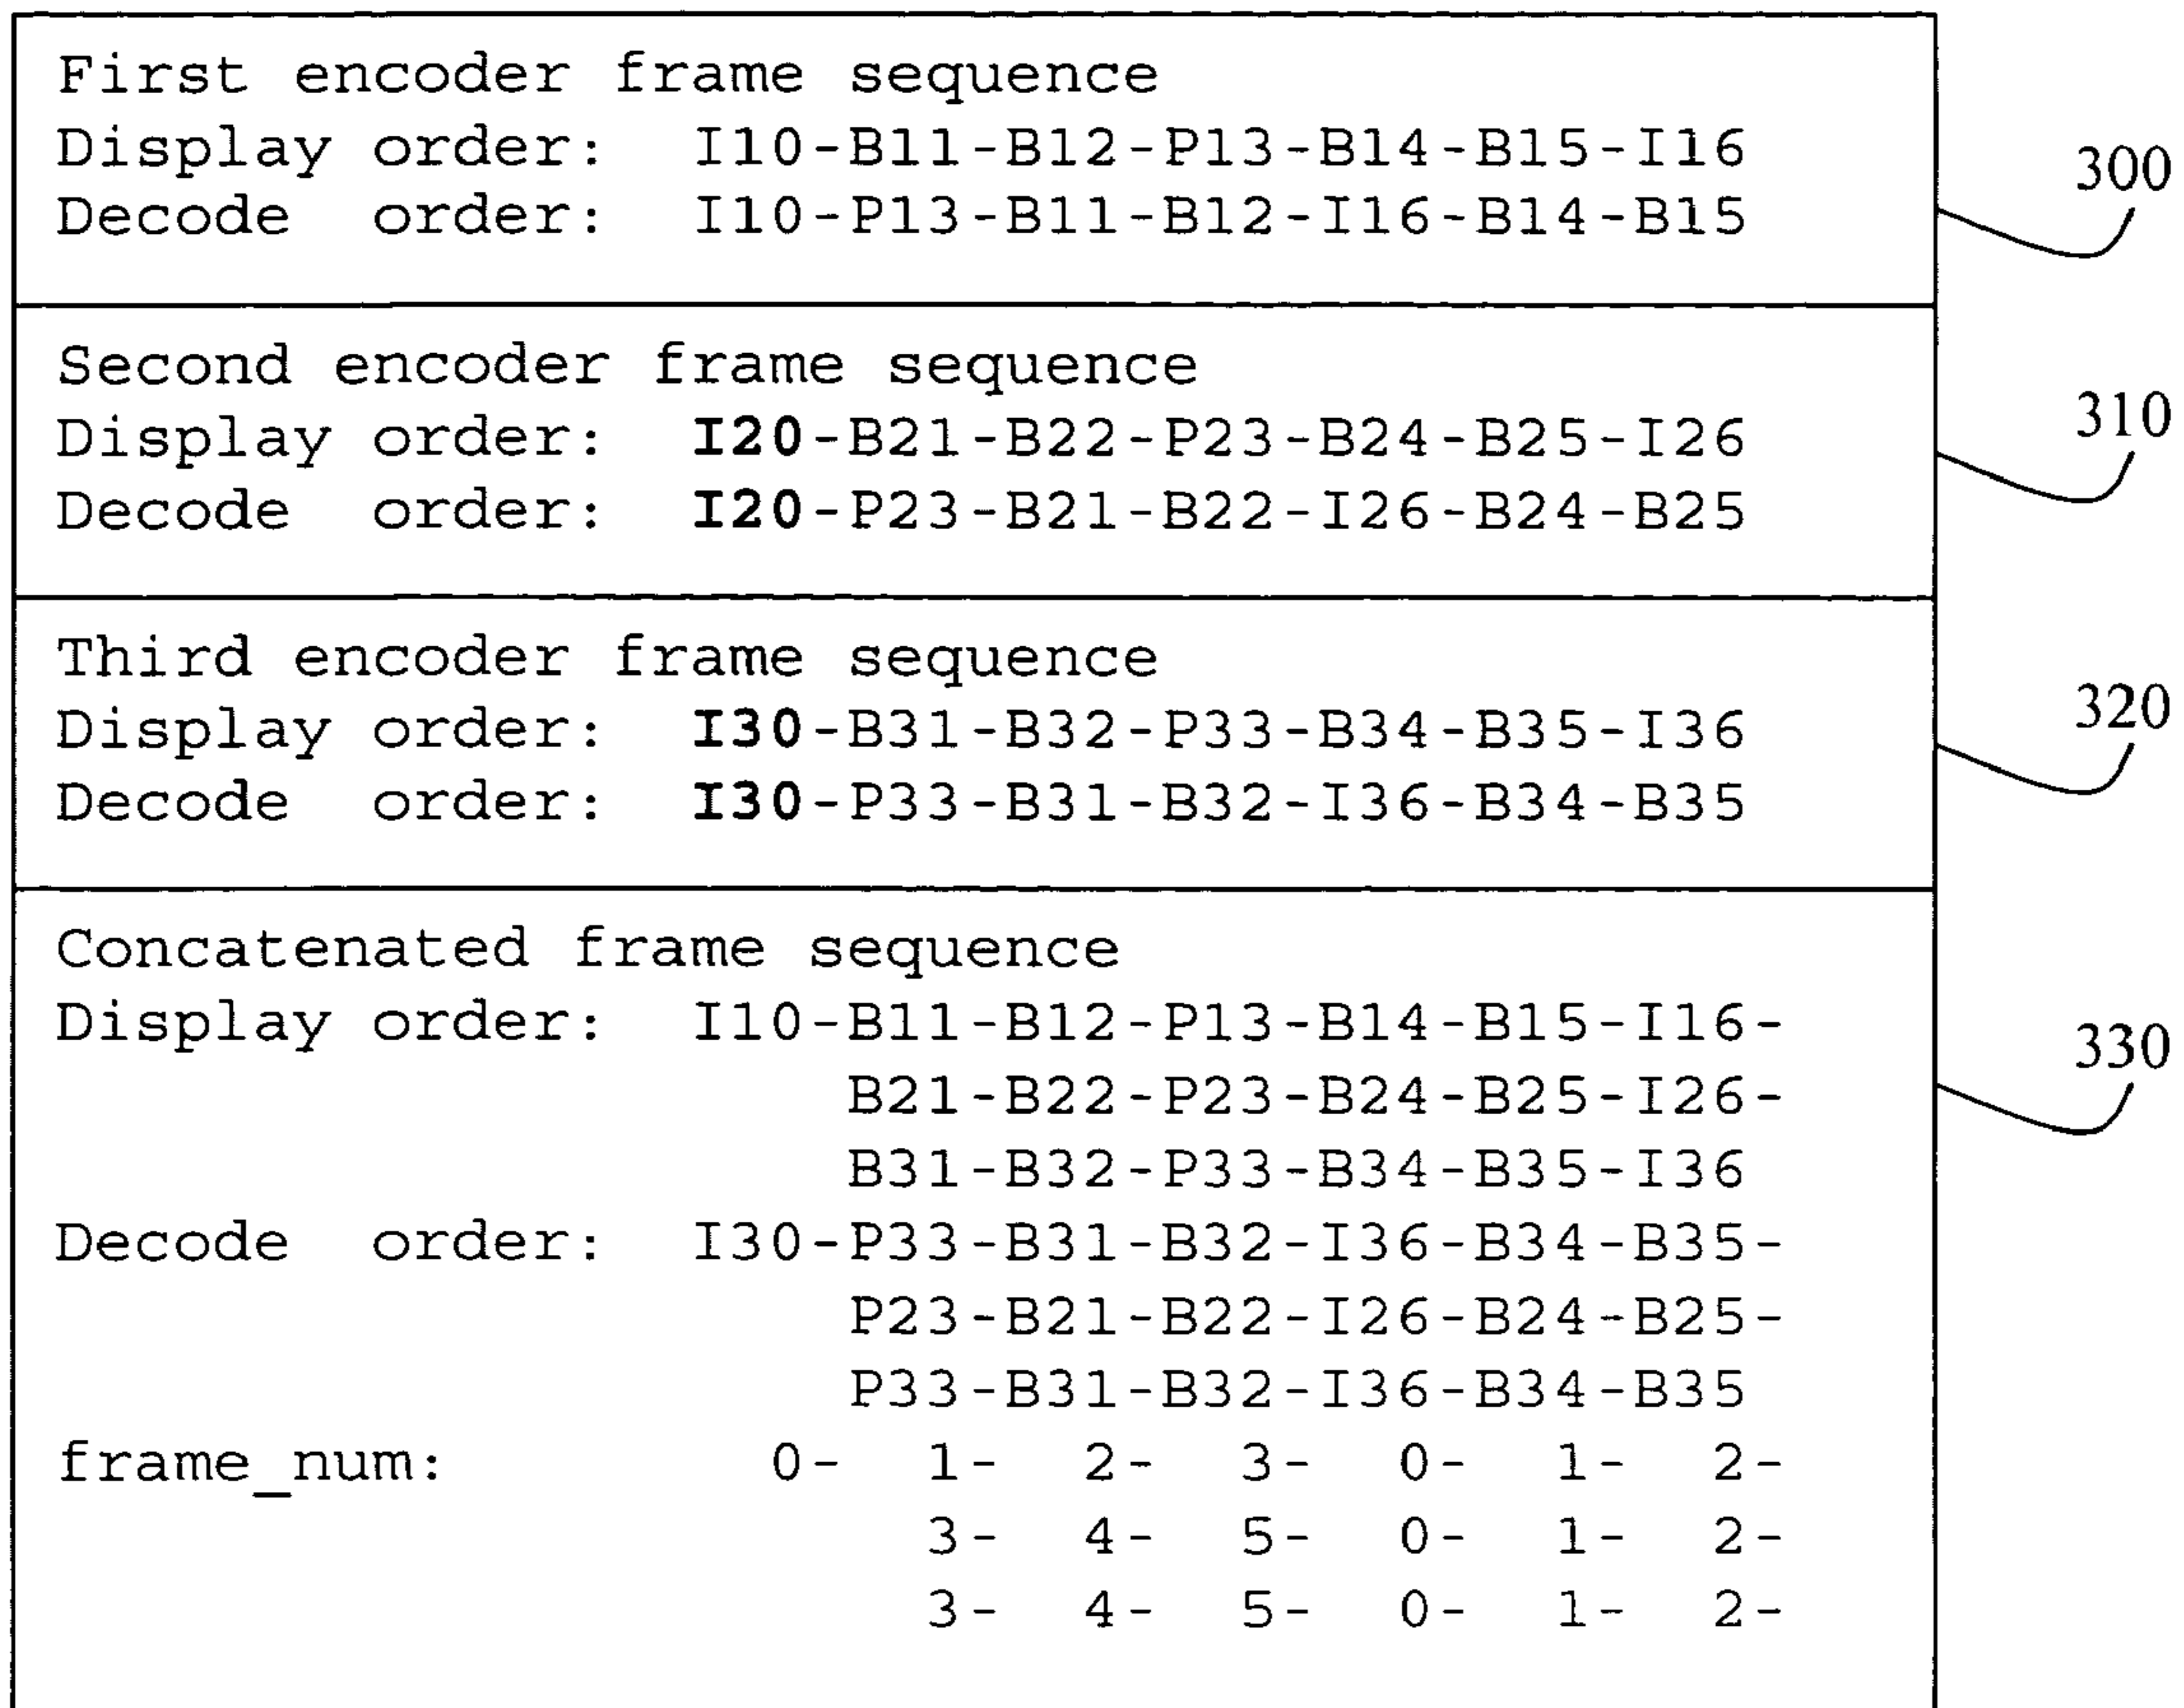 First encoder frame sequence
Display order: I10-B11-B12-P13-B14-B15-I16
Decode order: I10-P13-B11-B12-I16-B14-B15
300
Second encoder frame sequence
Display order: I20-B21-B22-P23-B24-B25-I26
Decode order: I20-P23-B21-B22-I26-B24-B25
310
Third encoder frame sequence
Display order: I30-B31-B32-P33-B34-B35-I36
Decode order: I30-P33-B31-B32-I36-B34-B35
320
Concatenated frame sequence
Display order: I10-B11-B12-P13-B14-B15-I16-
B21-B22-P23-B24-B25-I26-
B31-B32-P33-B34-B35-I36
330
Decode order: I30-P33-B31-B32-I36-B34-B35-
P23-B21-B22-I26-B24-B25-
P33-B31-B32-I36-B34-B35
frame_num: 0- 1- 2- 3- 0- 1- 2-
3- 4- 5- 0- 1- 2-
3- 4- 5- 0- 1- 2-